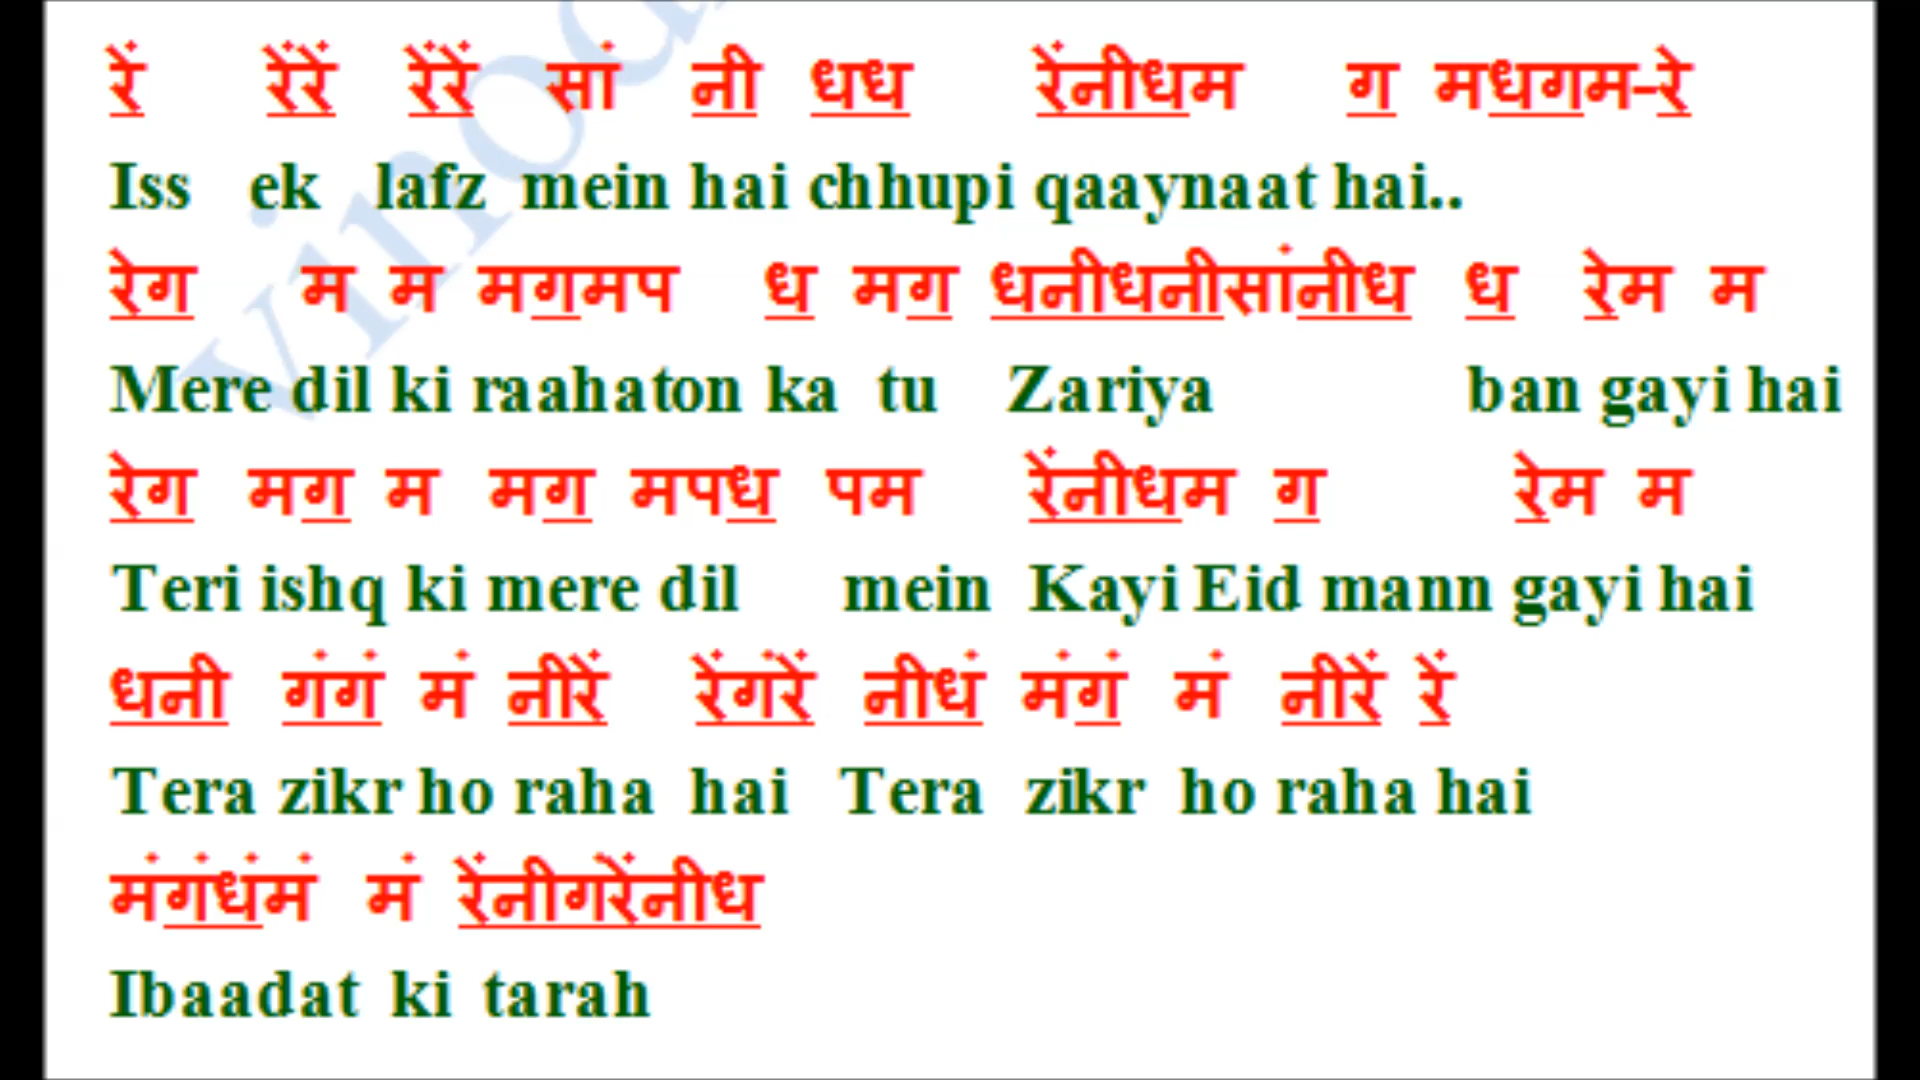 रें रेंरें रेंरें सां नी धध रेंनीधम ग मधगम-रे
Iss ek lafz mein hai chhupi qaaynaat hai..
रेग म म मगमप ध मग धनीधनीसांनीध ध रेम म
Mere dil ki raahaton ka tu Zariya ban gayi hai
रेग मग म मग मपध पम रेंनीधम ग रेम म
Teri ishq ki mere dil mein Kayi Eid mann gayi hai
धनी गंगं मं नीरें रेंगंरें नीधं मंगं मं नीरें रें
Tera zikr ho raha hai Tera zikr ho raha hai
मंगंधंमं मं रेंनीगंरेंनीध
Ibaadat ki tarah